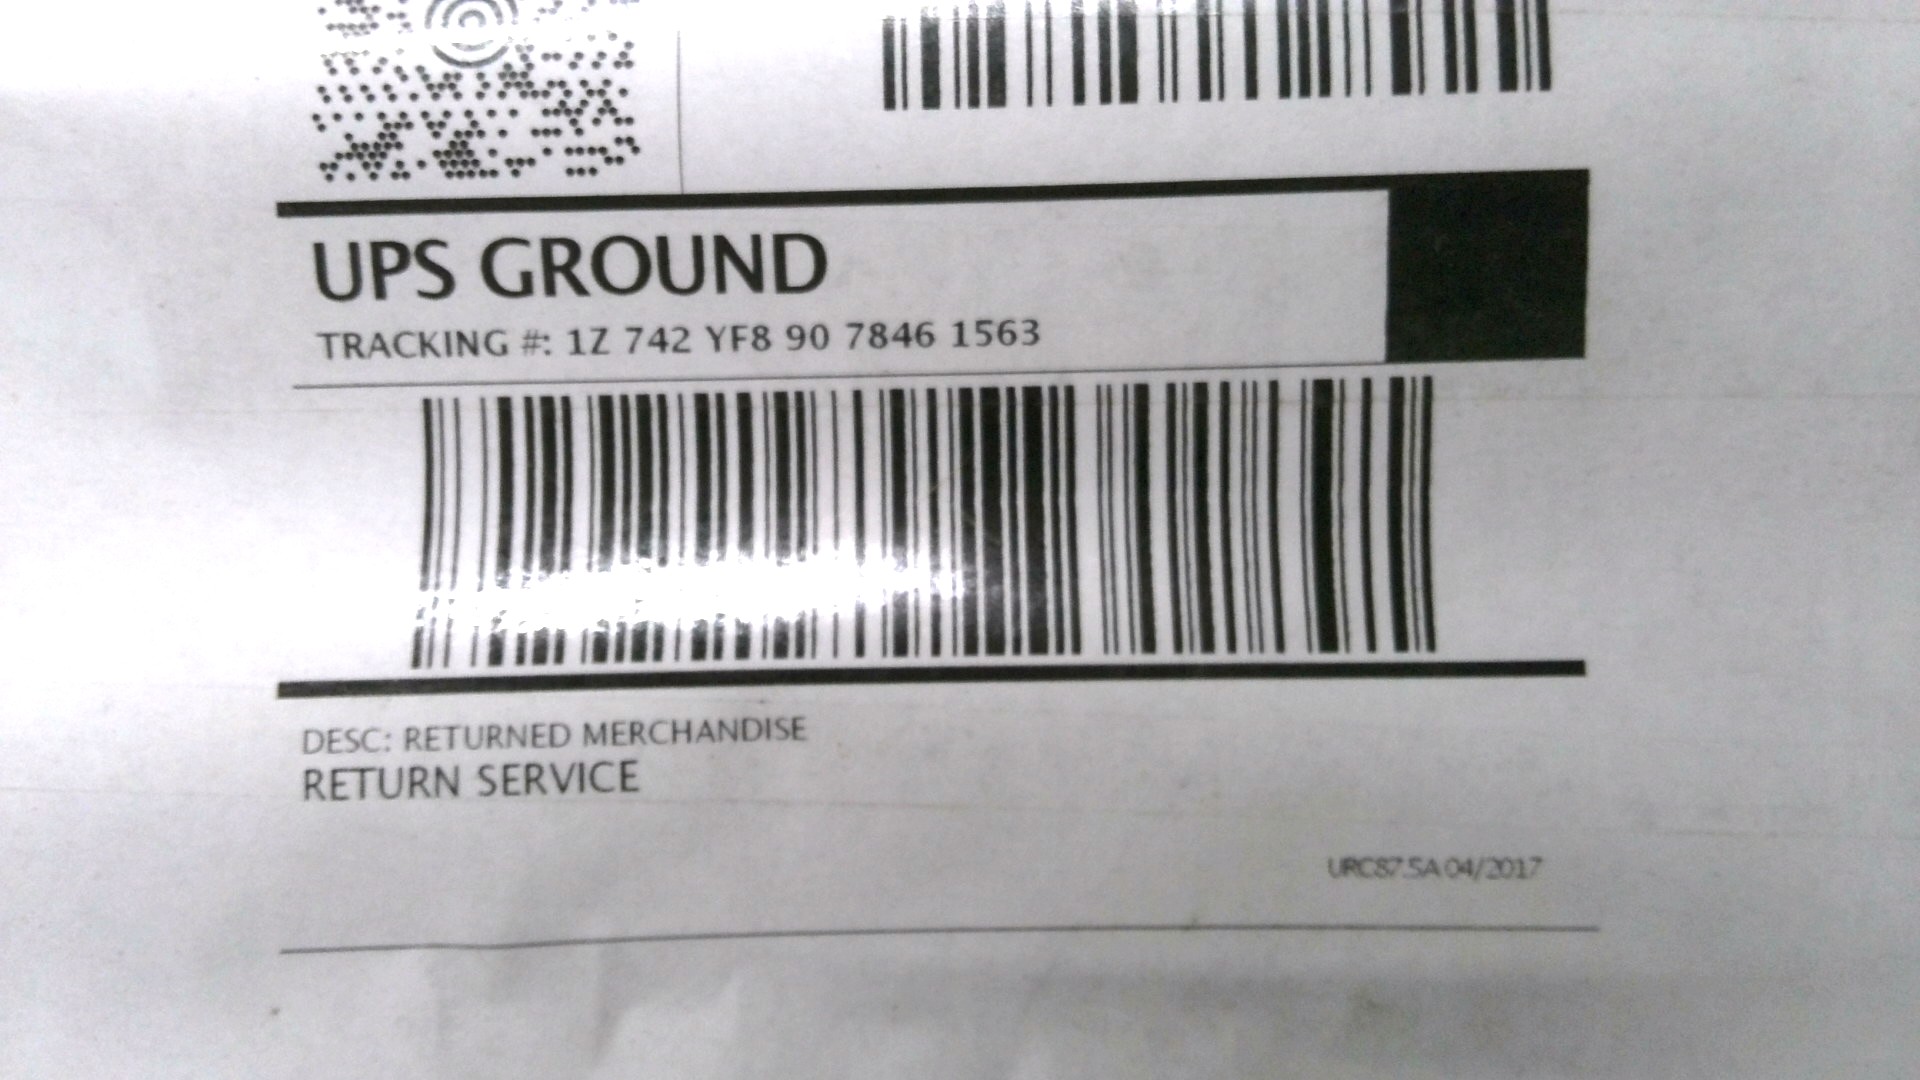 UPS GROUND
TRACKING #: 1Z 742 YF8 90 7846 1563
DESC: RETURNED MERCHANDISE
RETURN SERVICE
URC87.5A 04/2017